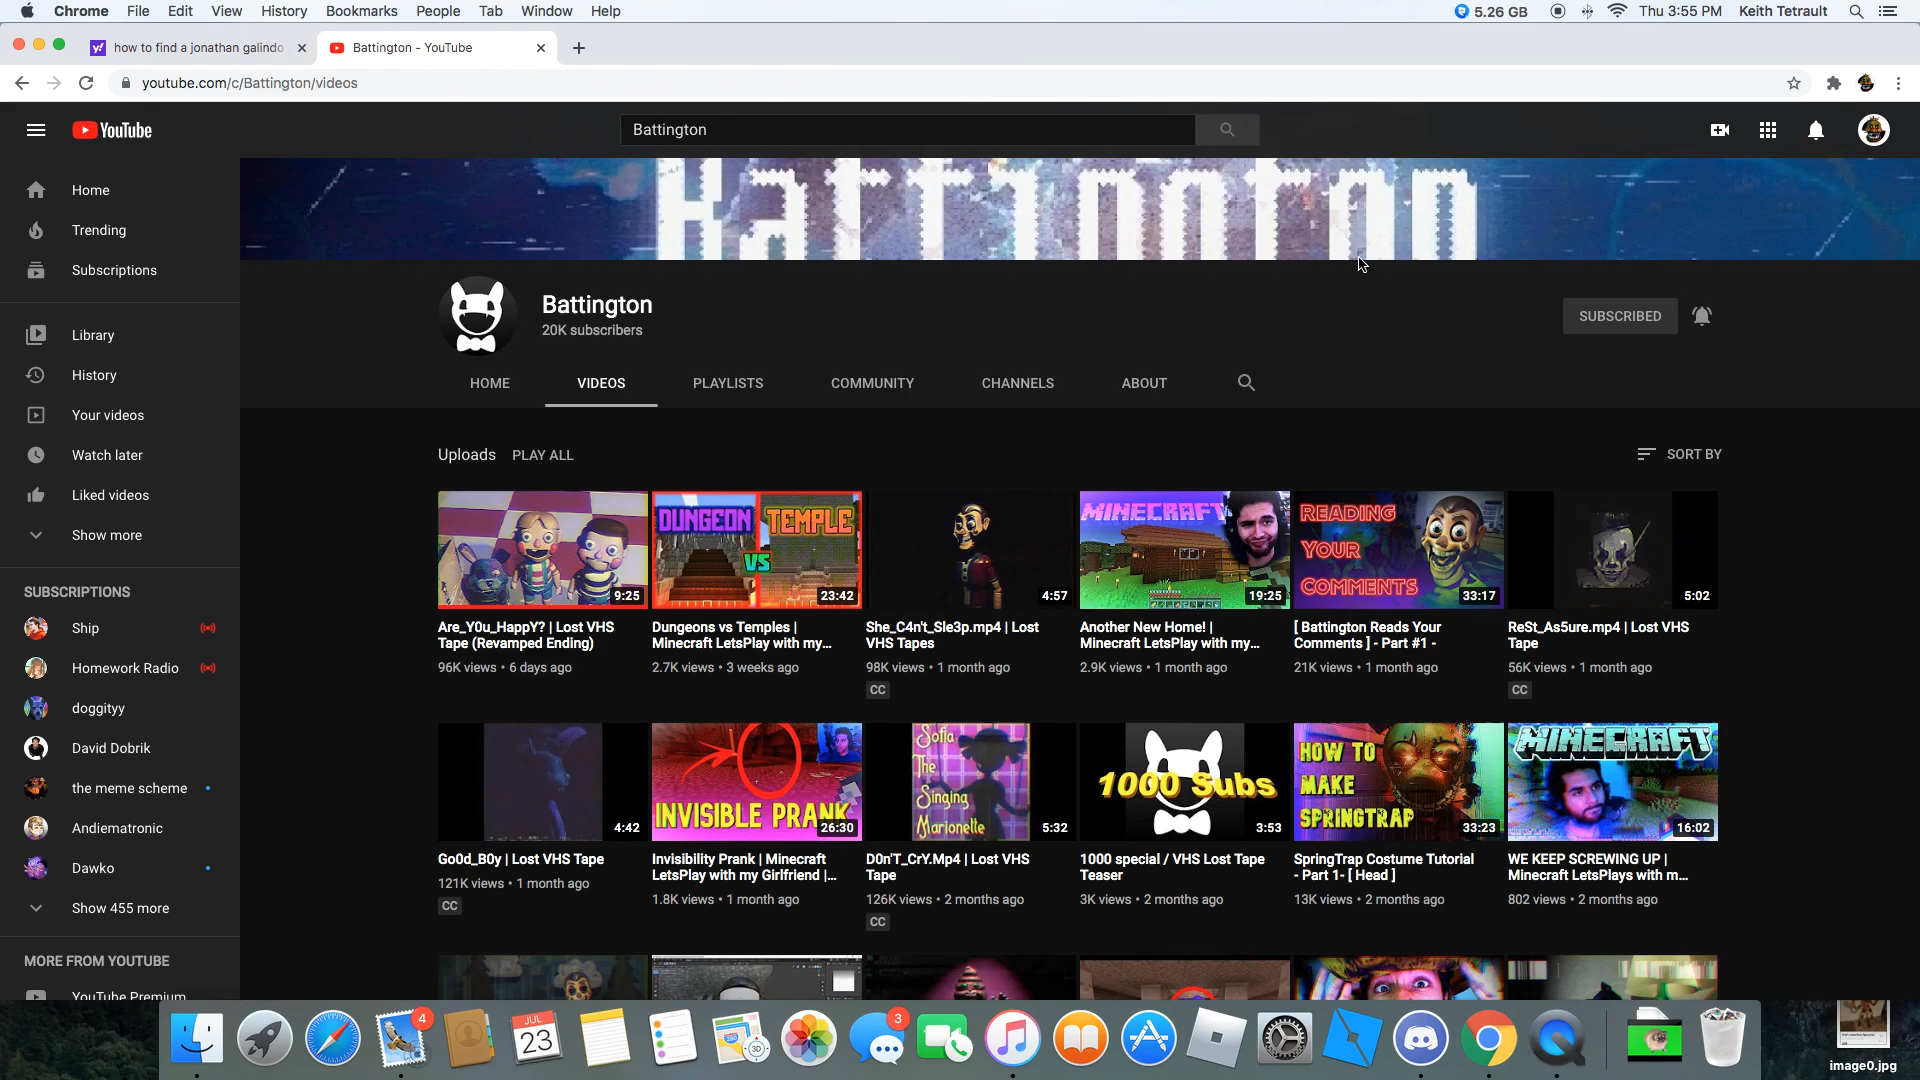 Chrome File Edit View History Bookmarks People Tab Window Help 5.26 GB Thu 3:55 PM Keith Tetrault
how to find a jonathan galindo Battington - YouTube
youtube.com/c/Battington/videos
YouTube Battington
Battington
Home
Trending
Subscriptions
Library
History
Your videos
Watch later
Liked videos
Show more
SUBSCRIPTIONS
Ship
Homework Radio
doggityy
David Dobrik
the meme scheme
Andiematronic
Dawko
Show 455 more
MORE FROM YOUTUBE
YouTube Premium
Battington
20K subscribers
SUBSCRIBED
HOME VIDEOS PLAYLISTS COMMUNITY CHANNELS ABOUT
Uploads PLAY ALL SORT BY
9:25
Are_Y0u_HappY? | Lost VHS
Tape (Revamped Ending)
96K views • 6 days ago
DUNGEON TEMPLE
VS
23:42
Dungeons vs Temples |
Minecraft LetsPlay with my...
2.7K views • 3 weeks ago
4:57
She_C4n't_Sle3p.mp4 | Lost
VHS Tapes
98K views • 1 month ago
CC
MINECRAFT
19:25
Another New Home! |
Minecraft LetsPlay with my...
2.9K views • 1 month ago
READING
YOUR
COMMENTS
33:17
[ Battington Reads Your
Comments ] - Part #1 -
21K views • 1 month ago
5:02
ReSt_As5ure.mp4 | Lost VHS
Tape
56K views • 1 month ago
CC
4:42
Go0d_B0y | Lost VHS Tape
121K views • 1 month ago
CC
INVISIBLE PRANK
26:30
Invisibility Prank | Minecraft
LetsPlay with my Girlfriend |...
1.8K views • 1 month ago
Sofia
The
Singing
Marionette
5:32
D0n'T_CrY.Mp4 | Lost VHS
Tape
126K views • 2 months ago
CC
1000 Subs
3:53
1000 special / VHS Lost Tape
Teaser
3K views • 2 months ago
HOW TO
MAKE
SPRINGTRAP
33:23
SpringTrap Costume Tutorial
- Part 1- [ Head ]
13K views • 2 months ago
MINECRAFT
16:02
WE KEEP SCREWING UP |
Minecraft LetsPlays with m...
802 views • 2 months ago
4
JUL
23
3D
3
image0.jpg